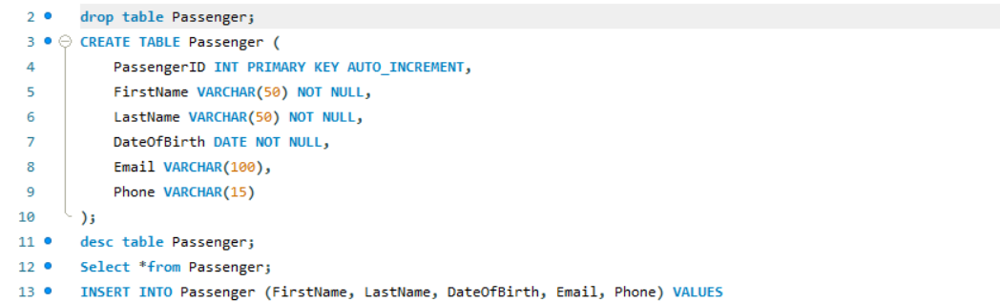 2 drop table Passenger;
3 CREATE TABLE Passenger (
4 PassengerID INT PRIMARY KEY AUTO_INCREMENT,
5 FirstName VARCHAR(50) NOT NULL,
6 LastName VARCHAR(50) NOT NULL,
7 DateOfBirth DATE NOT NULL,
8 Email VARCHAR(100),
9 Phone VARCHAR(15)
10 );
11 desc table Passenger;
12 Select *from Passenger;
13 INSERT INTO Passenger (FirstName, LastName, DateOfBirth, Email, Phone) VALUES